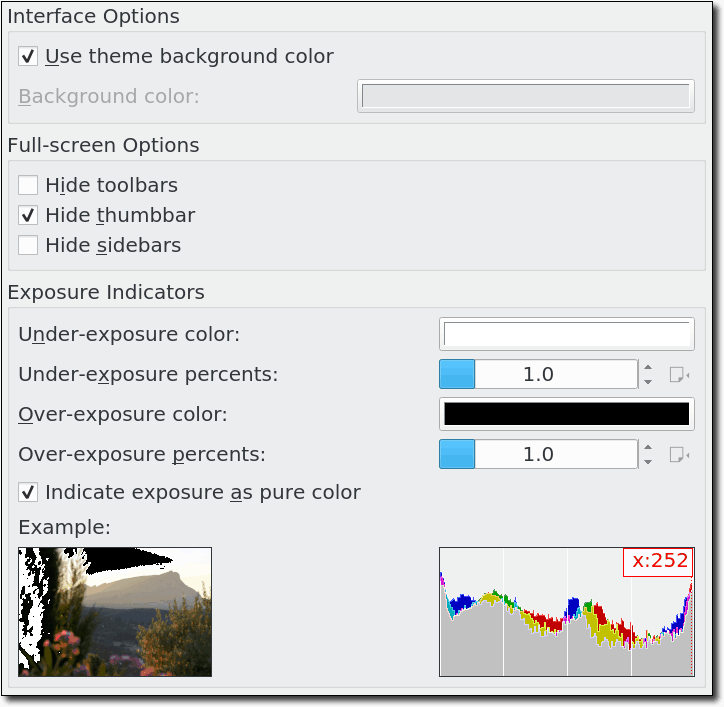 Interface Options
Use theme background color
Background color:
Full-screen Options
Hide toolbars
Hide thumbbar
Hide sidebars
Exposure Indicators
Under-exposure color:
Under-exposure percents: 1.0
Over-exposure color:
Over-exposure percents: 1.0
Indicate exposure as pure color
Example:
x:252